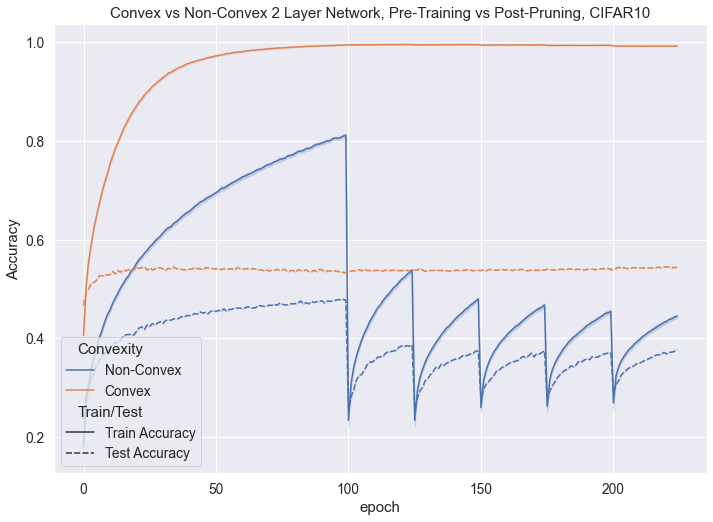 Convex vs Non-Convex 2 Layer Network, Pre-Training vs Post-Pruning, CIFAR10
1.0
0.8
0.6
0.4
0.2
Accuracy
Convexity
Non-Convex
Convex
Train/Test
Train Accuracy
Test Accuracy
0
50
100
150
200
epoch